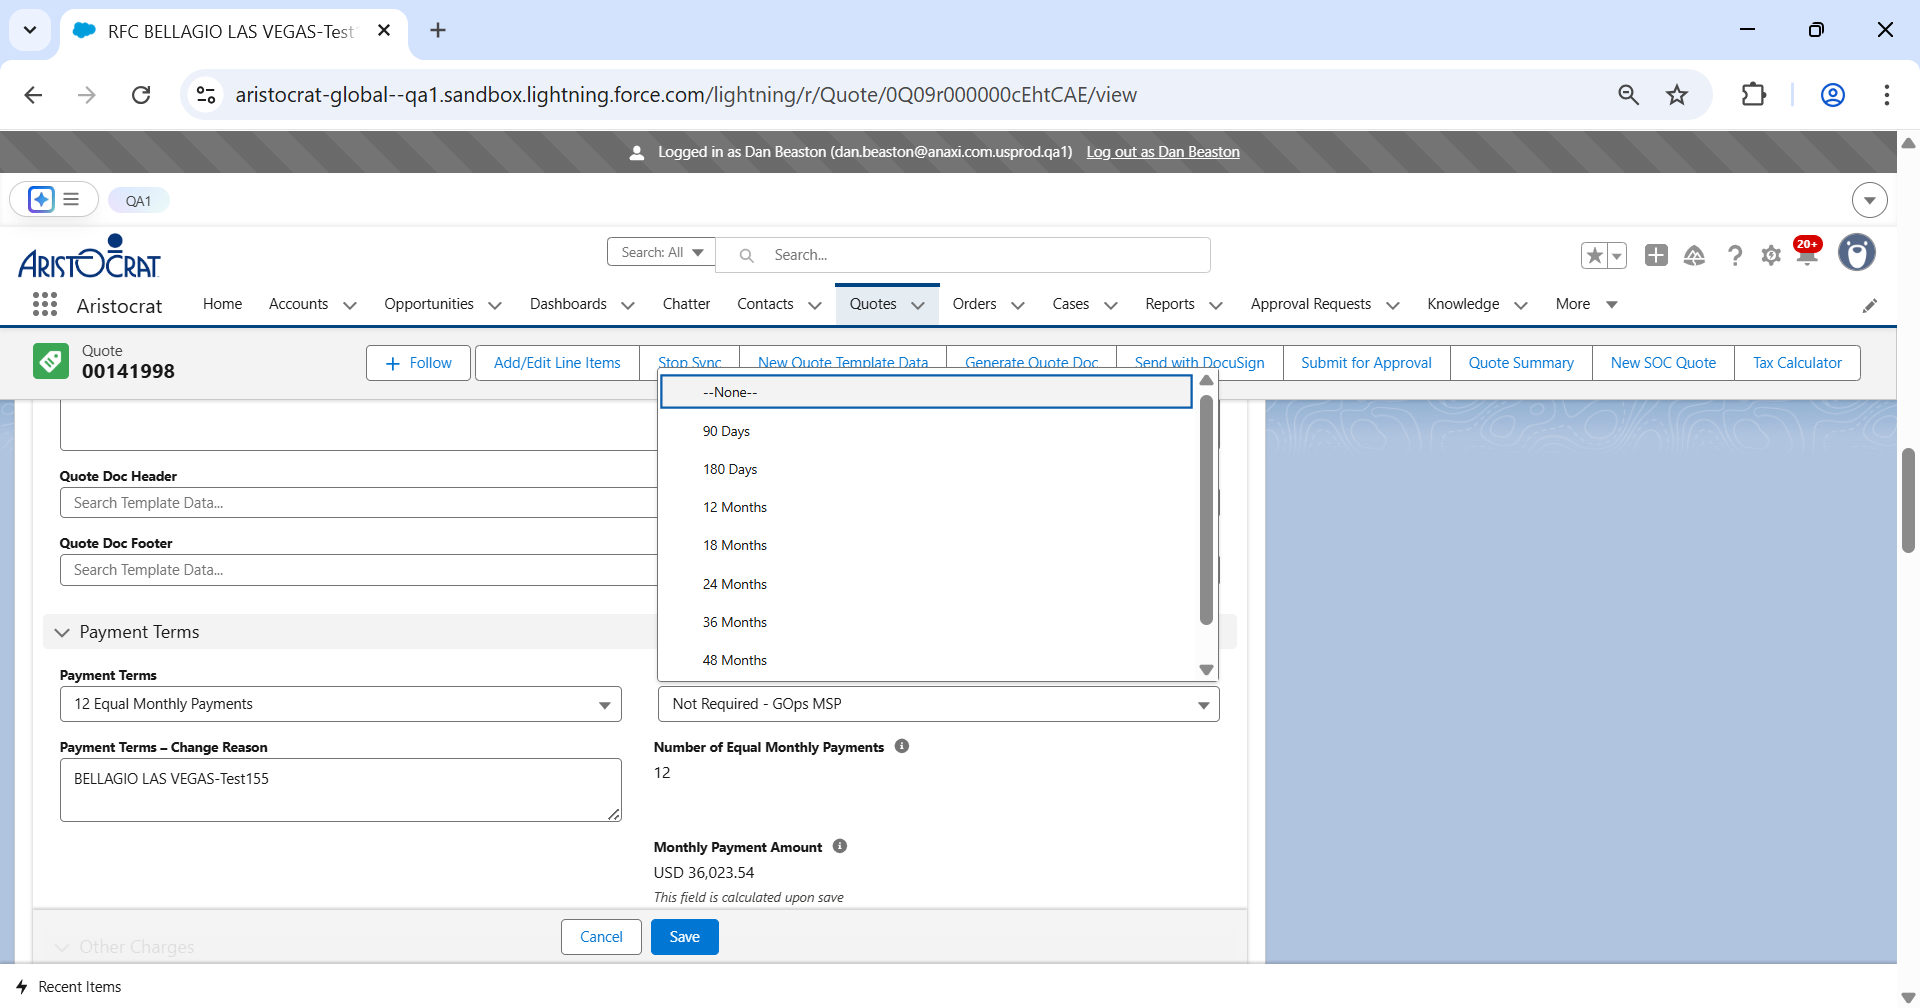 RFC BELLAGIO LAS VEGAS-Test
aristocrat-global--qa1.sandbox.lightning.force.com/lightning/r/Quote/0Q09r000000cEhtCAE/view
Logged in as Dan Beaston (dan.beaston@anaxi.com.usprod.qa1) Log out as Dan Beaston
QA1
ARISTOCRAT
Search: All
Search...
20+
Aristocrat
Home
Accounts
Opportunities
Dashboards
Chatter
Contacts
Quotes
Orders
Cases
Reports
Approval Requests
Knowledge
More
Quote
00141998
Follow
Add/Edit Line Items
Stop Sync
New Quote Template Data
Generate Quote Doc
Send with DocuSign
Submit for Approval
Quote Summary
New SOC Quote
Tax Calculator
--None--
90 Days
180 Days
12 Months
18 Months
24 Months
36 Months
48 Months
Quote Doc Header
Search Template Data...
Quote Doc Footer
Search Template Data...
Payment Terms
Payment Terms
12 Equal Monthly Payments
Not Required - GOps MSP
Payment Terms – Change Reason
BELLAGIO LAS VEGAS-Test155
Number of Equal Monthly Payments
12
Monthly Payment Amount
USD 36,023.54
This field is calculated upon save
Other Charges
Cancel
Save
Recent Items